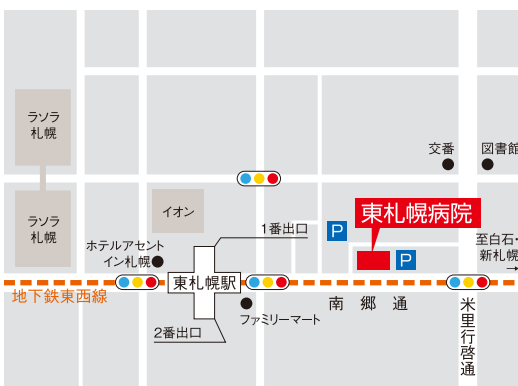 ラソラ
札幌
交番
図書館
イオン
東札幌病院
ラソラ
札幌
1番出口
P
ホテルアセント
イン札幌
至白石・
新札幌
→
P
東札幌駅
地下鉄東西線
南郷通
米里行啓通
ファミリーマート
2番出口